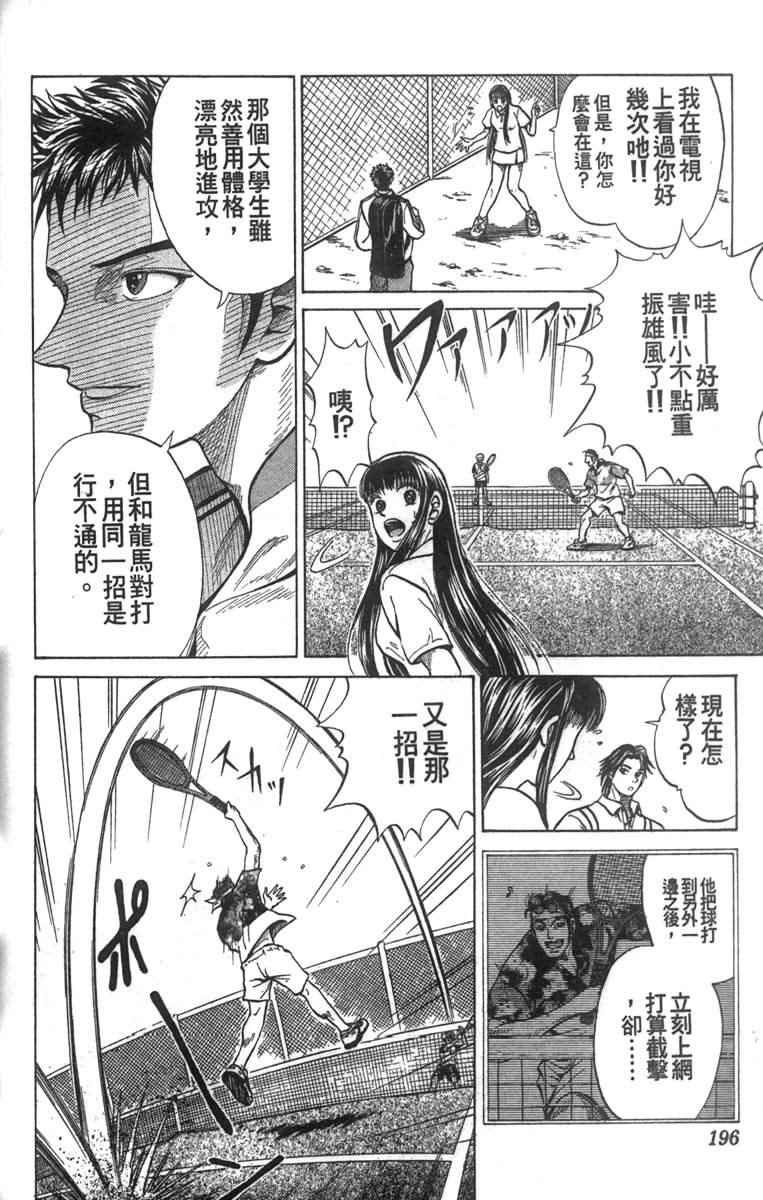 我在電視
上看過你好
幾次吔!!
但是，你怎
麼會在這？
哇──好厲
害!!小不點重
振雄風了!!
ワァァァッ
咦!?
那個大學生雖
然善用體格，
漂亮地進攻，
但和龍馬對打
，用同一招是
行不通的。
現在怎
樣了？
他把球打
到另外一
邊之後，
立刻上網
打算截擊
，卻……
又是那
一招!!
スカッ
ポーン
196